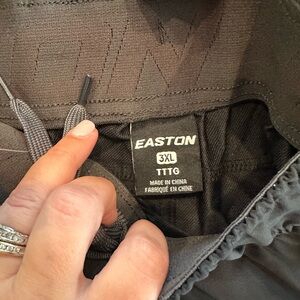 EASTON
3XL
TTTG
MADE IN CHINA
FABRIQUÉ EN CHINE